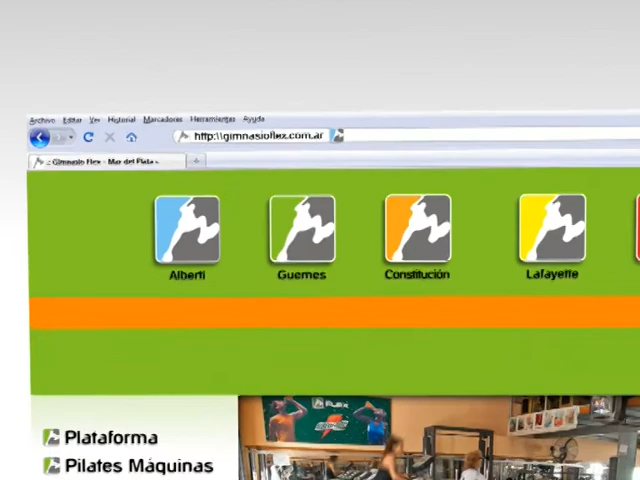 Archivo Editar Ver Historial Marcadores Herramientas Ayuda
http:\\gimnasioflex.com.ar
.: Gimnasio Flex - Mar del Plata -
Alberti Guemes Constitución Lafayette
FLEX
Plataforma
Pilates Máquinas